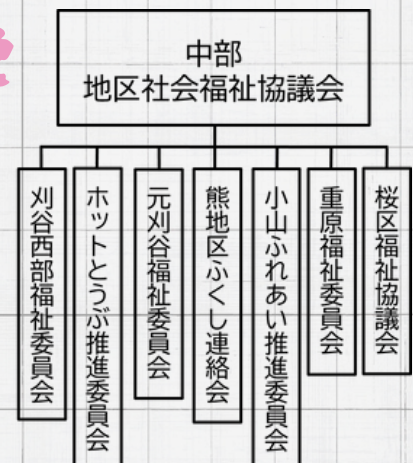 中部
地区社会福祉協議会
刈谷西部福祉委員会
ホットとうぶ推進委員会
元刈谷福祉委員会
熊地区ふくし連絡会
小山ふれあい推進委員会
重原福祉委員会
桜区福祉協議会